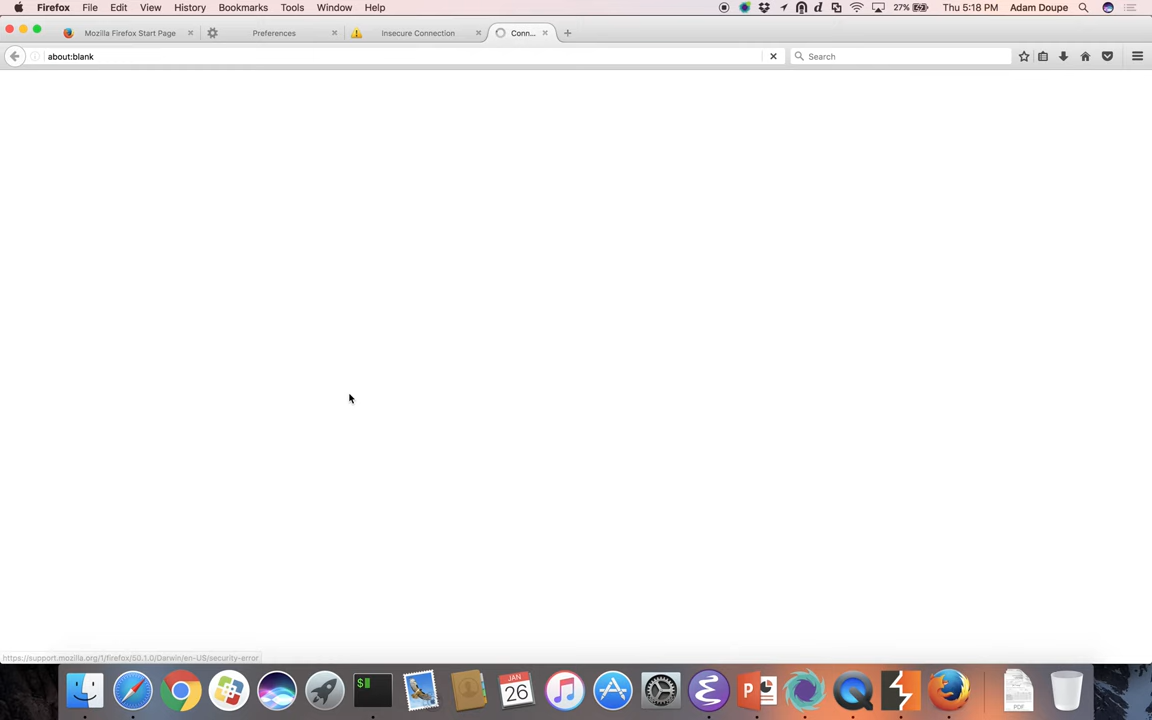 Firefox File Edit View History Bookmarks Tools Window Help 27% Thu 5:18 PM Adam Doupe
Mozilla Firefox Start Page Preferences Insecure Connection Conn...
about:blank Search
https://support.mozilla.org/1/firefox/50.1.0/Darwin/en-US/security-error
JAN
26
PDF